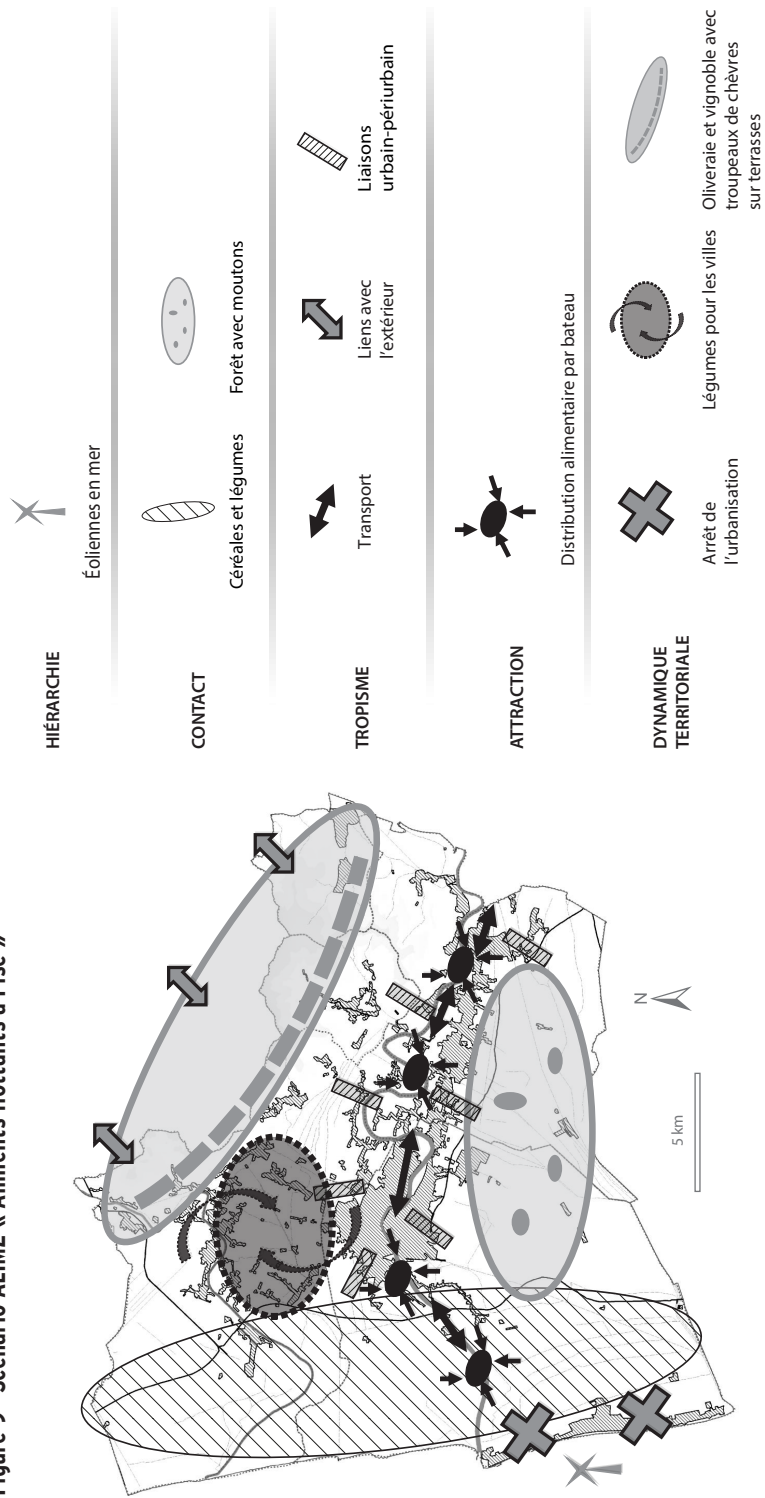 Figure 9 Scénario ALIM2 « Aliments flottants à Pise »
N
5 km
HIÉRARCHIE
Éoliennes en mer
CONTACT
Céréales et légumes
Forêt avec moutons
TROPISME
Transport
Liens avec
l'extérieur
Liaisons
urbain-périurbain
ATTRACTION
Distribution alimentaire par bateau
DYNAMIQUE
TERRITORIALE
Arrêt de
l'urbanisation
Légumes pour les villes
Oliveraie et vignoble avec
troupeaux de chèvres
sur terrasses